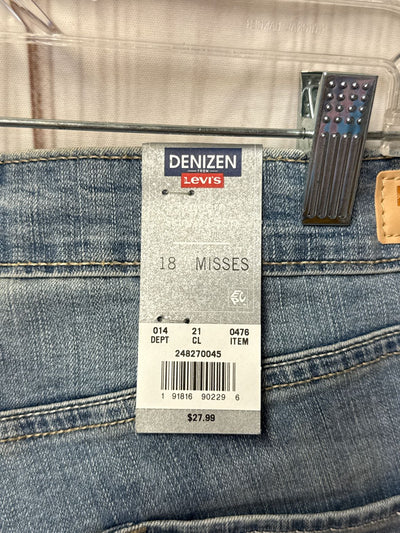 DENIZEN
FROM
Levi's
18 MISSES
014 21 0476
DEPT CL ITEM
248270045
1 91816 90229 6
$27.99